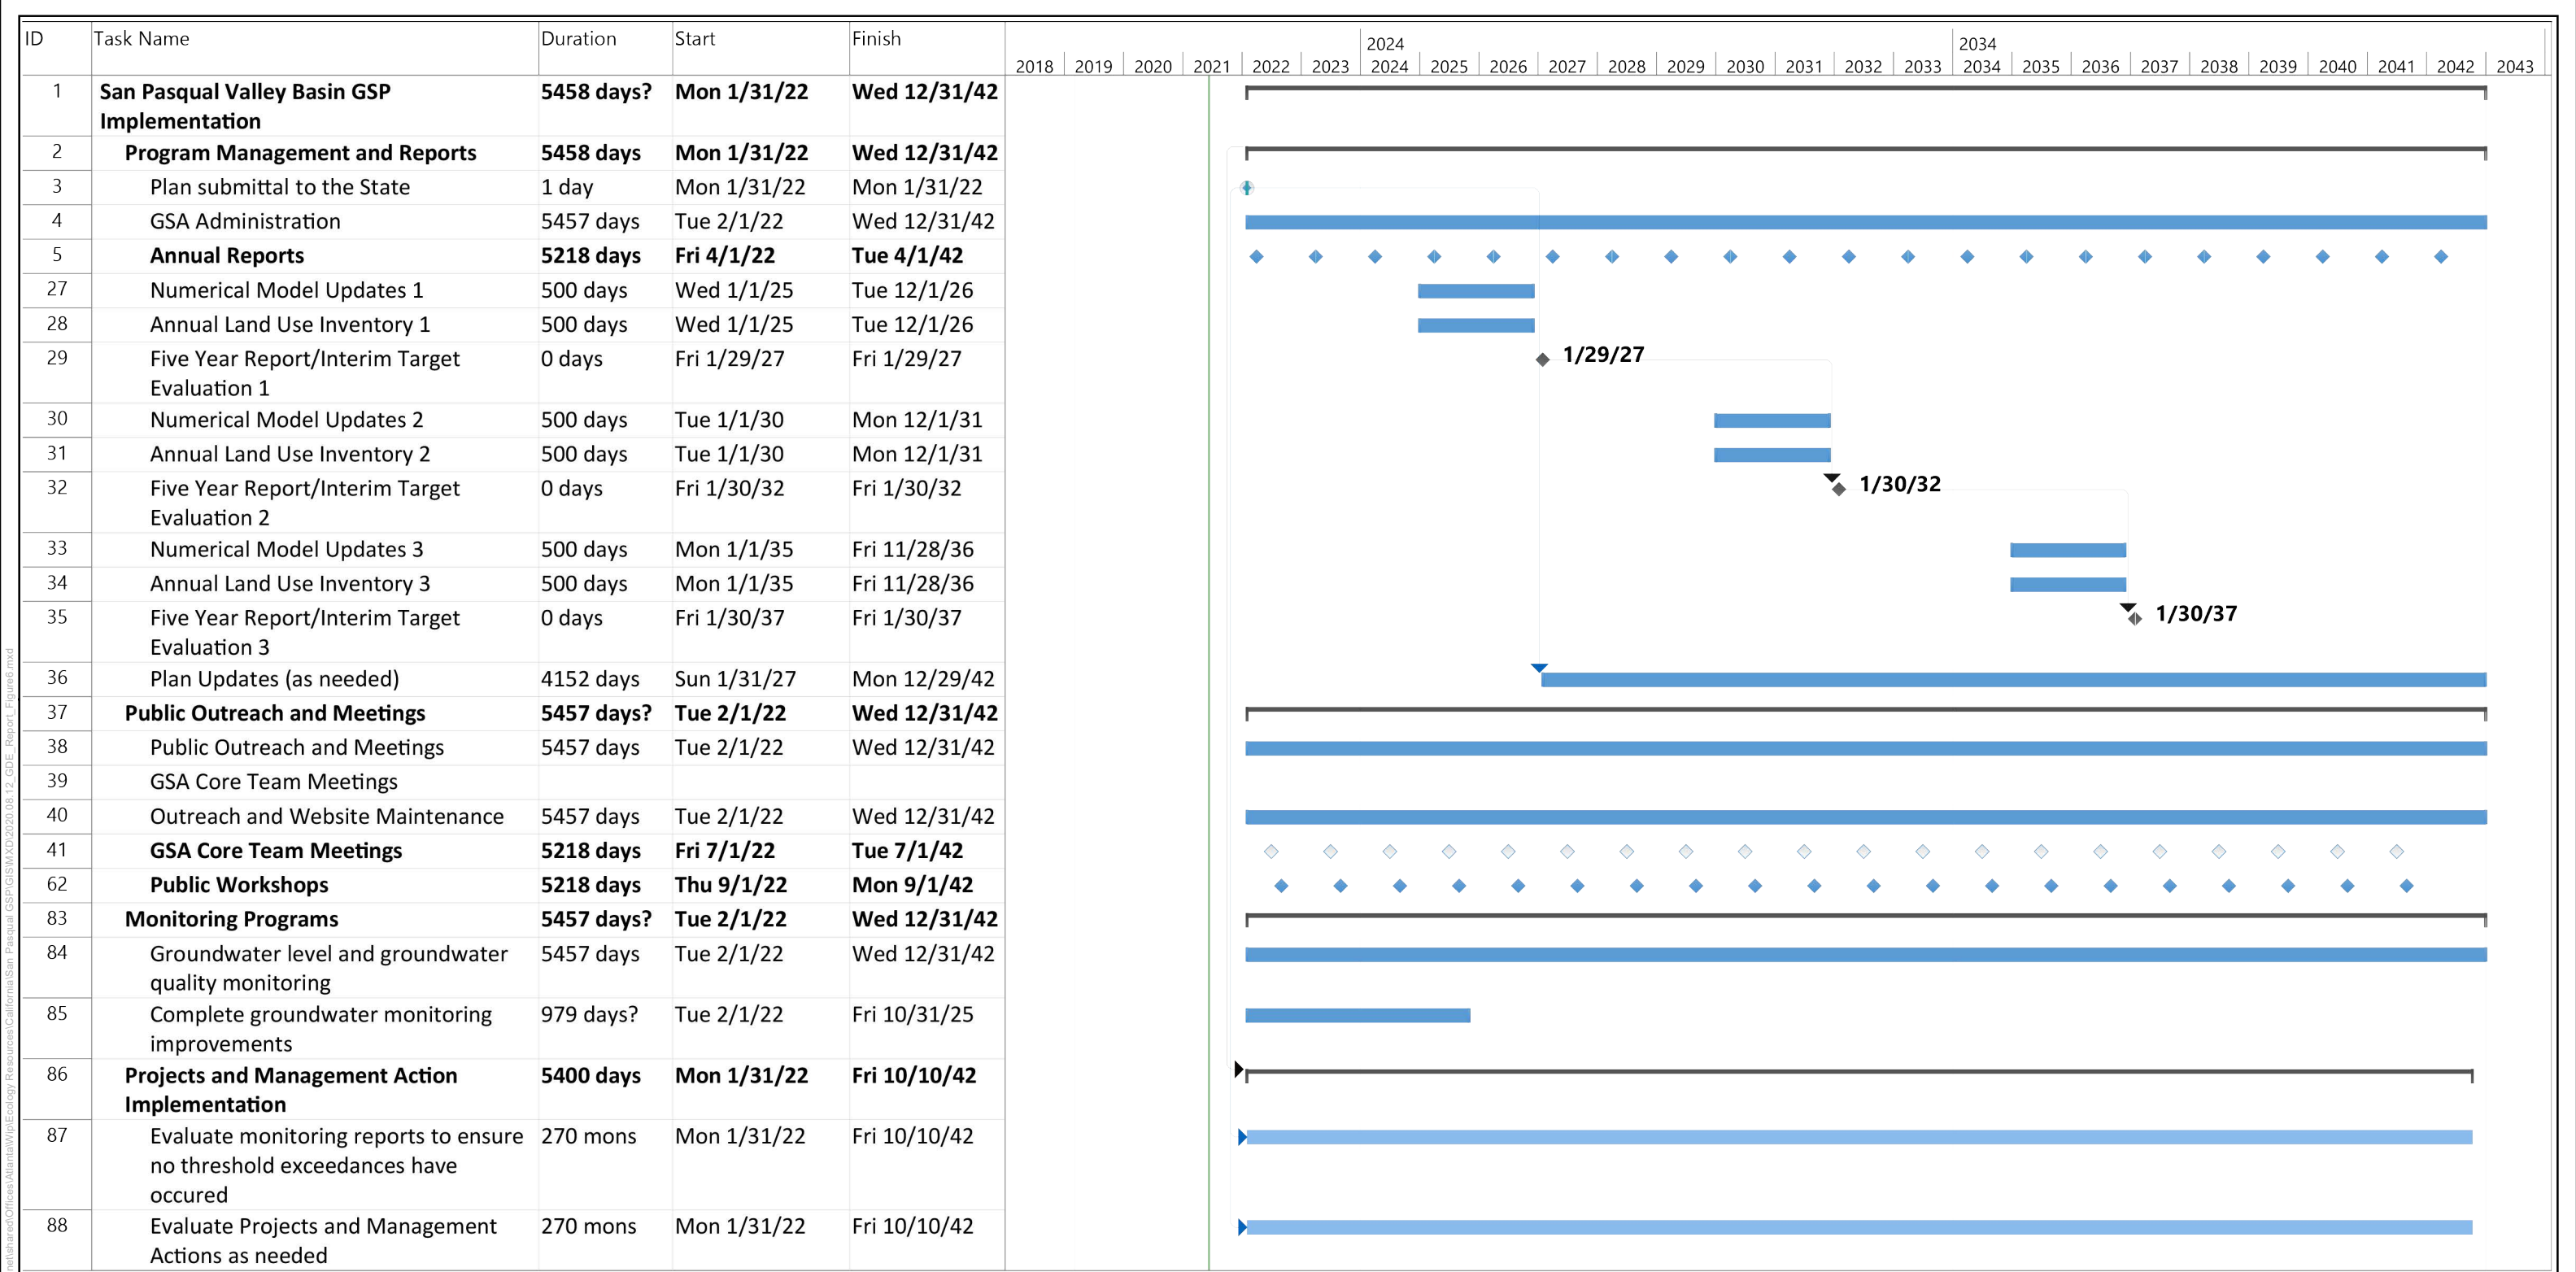 ID Task Name Duration Start Finish
2024 2034
2018 2019 2020 2021 2022 2023 2024 2025 2026 2027 2028 2029 2030 2031 2032 2033 2034 2035 2036 2037 2038 2039 2040 2041 2042 2043
1 San Pasqual Valley Basin GSP 5458 days? Mon 1/31/22 Wed 12/31/42
Implementation
2 Program Management and Reports 5458 days Mon 1/31/22 Wed 12/31/42
3 Plan submittal to the State 1 day Mon 1/31/22 Mon 1/31/22
4 GSA Administration 5457 days Tue 2/1/22 Wed 12/31/42
5 Annual Reports 5218 days Fri 4/1/22 Tue 4/1/42
27 Numerical Model Updates 1 500 days Wed 1/1/25 Tue 12/1/26
28 Annual Land Use Inventory 1 500 days Wed 1/1/25 Tue 12/1/26
29 Five Year Report/Interim Target 0 days Fri 1/29/27 Fri 1/29/27 1/29/27
Evaluation 1
30 Numerical Model Updates 2 500 days Tue 1/1/30 Mon 12/1/31
31 Annual Land Use Inventory 2 500 days Tue 1/1/30 Mon 12/1/31
32 Five Year Report/Interim Target 0 days Fri 1/30/32 Fri 1/30/32 1/30/32
Evaluation 2
33 Numerical Model Updates 3 500 days Mon 1/1/35 Fri 11/28/36
34 Annual Land Use Inventory 3 500 days Mon 1/1/35 Fri 11/28/36
35 Five Year Report/Interim Target 0 days Fri 1/30/37 Fri 1/30/37 1/30/37
Evaluation 3
36 Plan Updates (as needed) 4152 days Sun 1/31/27 Mon 12/29/42
37 Public Outreach and Meetings 5457 days? Tue 2/1/22 Wed 12/31/42
38 Public Outreach and Meetings 5457 days Tue 2/1/22 Wed 12/31/42
39 GSA Core Team Meetings
40 Outreach and Website Maintenance 5457 days Tue 2/1/22 Wed 12/31/42
41 GSA Core Team Meetings 5218 days Fri 7/1/22 Tue 7/1/42
62 Public Workshops 5218 days Thu 9/1/22 Mon 9/1/42
83 Monitoring Programs 5457 days? Tue 2/1/22 Wed 12/31/42
84 Groundwater level and groundwater 5457 days Tue 2/1/22 Wed 12/31/42
quality monitoring
85 Complete groundwater monitoring 979 days? Tue 2/1/22 Fri 10/31/25
improvements
86 Projects and Management Action 5400 days Mon 1/31/22 Fri 10/10/42
Implementation
87 Evaluate monitoring reports to ensure 270 mons Mon 1/31/22 Fri 10/10/42
no threshold exceedances have
occured
88 Evaluate Projects and Management 270 mons Mon 1/31/22 Fri 10/10/42
Actions as needed
net\shared\Offices\Atlanta\Wip\Ecology Resources\California\San Pasqual GSP\GIS\MXD\2020.08.12_GDE_Report_Figure6.mxd